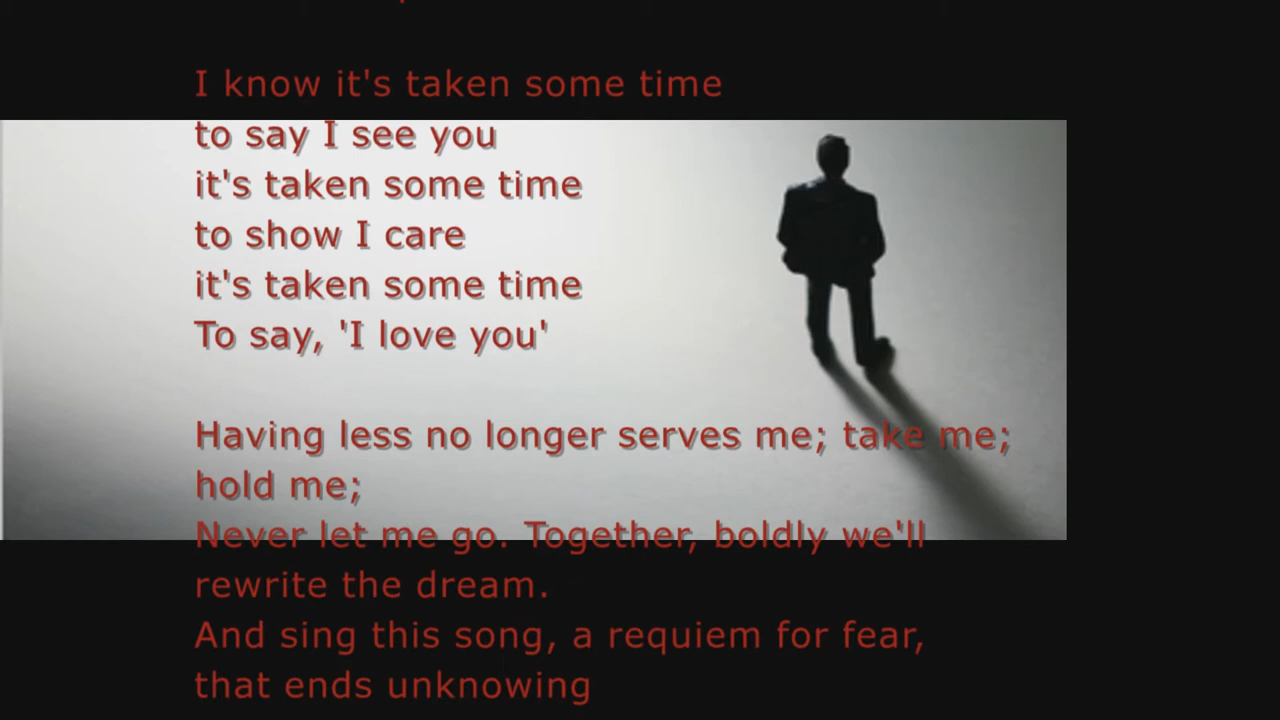 I know it's taken some time
to say I see you
it's taken some time
to show I care
it's taken some time
To say, 'I love you'
Having less no longer serves me; take me;
hold me;
Never let me go. Together, boldly we'll
rewrite the dream.
And sing this song, a requiem for fear,
that ends unknowing